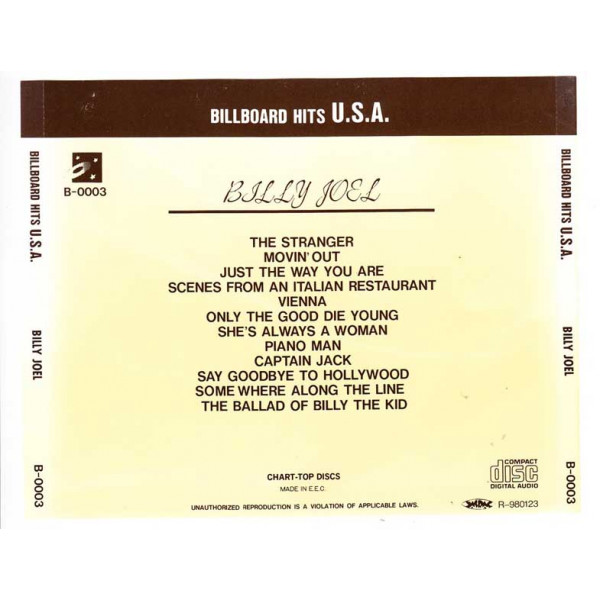 BILLBOARD HITS U.S.A.
B-0003
BILLY JOEL
THE STRANGER
MOVIN' OUT
JUST THE WAY YOU ARE
SCENES FROM AN ITALIAN RESTAURANT
VIENNA
ONLY THE GOOD DIE YOUNG
SHE'S ALWAYS A WOMAN
PIANO MAN
CAPTAIN JACK
SAY GOODBYE TO HOLLYWOOD
SOME WHERE ALONG THE LINE
THE BALLAD OF BILLY THE KID
CHART-TOP DISCS
MADE IN E.E.C.
UNAUTHORIZED REPRODUCTION IS A VIOLATION OF APPLICABLE LAWS.
COMPACT
disc
DIGITAL AUDIO
R-980123
BILLBOARD HITS U.S.A. BILLY JOEL B-0003
BILLBOARD HITS U.S.A. BILLY JOEL B-0003